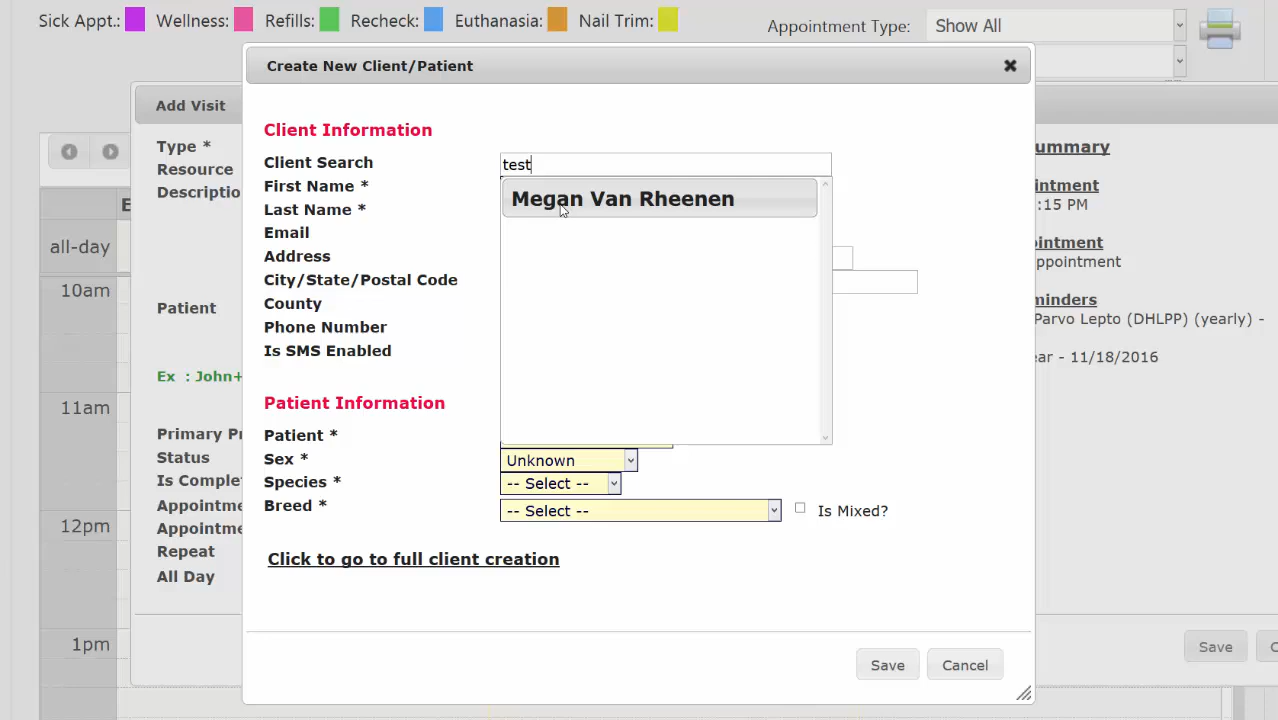 Sick Appt.: Wellness: Refills: Recheck: Euthanasia: Nail Trim:
Appointment Type: Show All
Create New Client/Patient
Add Visit
Type *
Resource
Descriptio
Patient
Ex : John+
Primary Pr
Status
Is Comple
Appointme
Appointme
Repeat
All Day
E
all-day
10am
11am
12pm
1pm
Client Information
Client Search test
First Name * Megan Van Rheenen
Last Name *
Email
Address
City/State/Postal Code
County
Phone Number
Is SMS Enabled
Patient Information
Patient *
Sex * Unknown
Species * -- Select --
Breed * -- Select -- Is Mixed?
Click to go to full client creation
Save Cancel
ummary
intment
:15 PM
ointment
ppointment
minders
Parvo Lepto (DHLPP) (yearly) -
ear - 11/18/2016
Save C